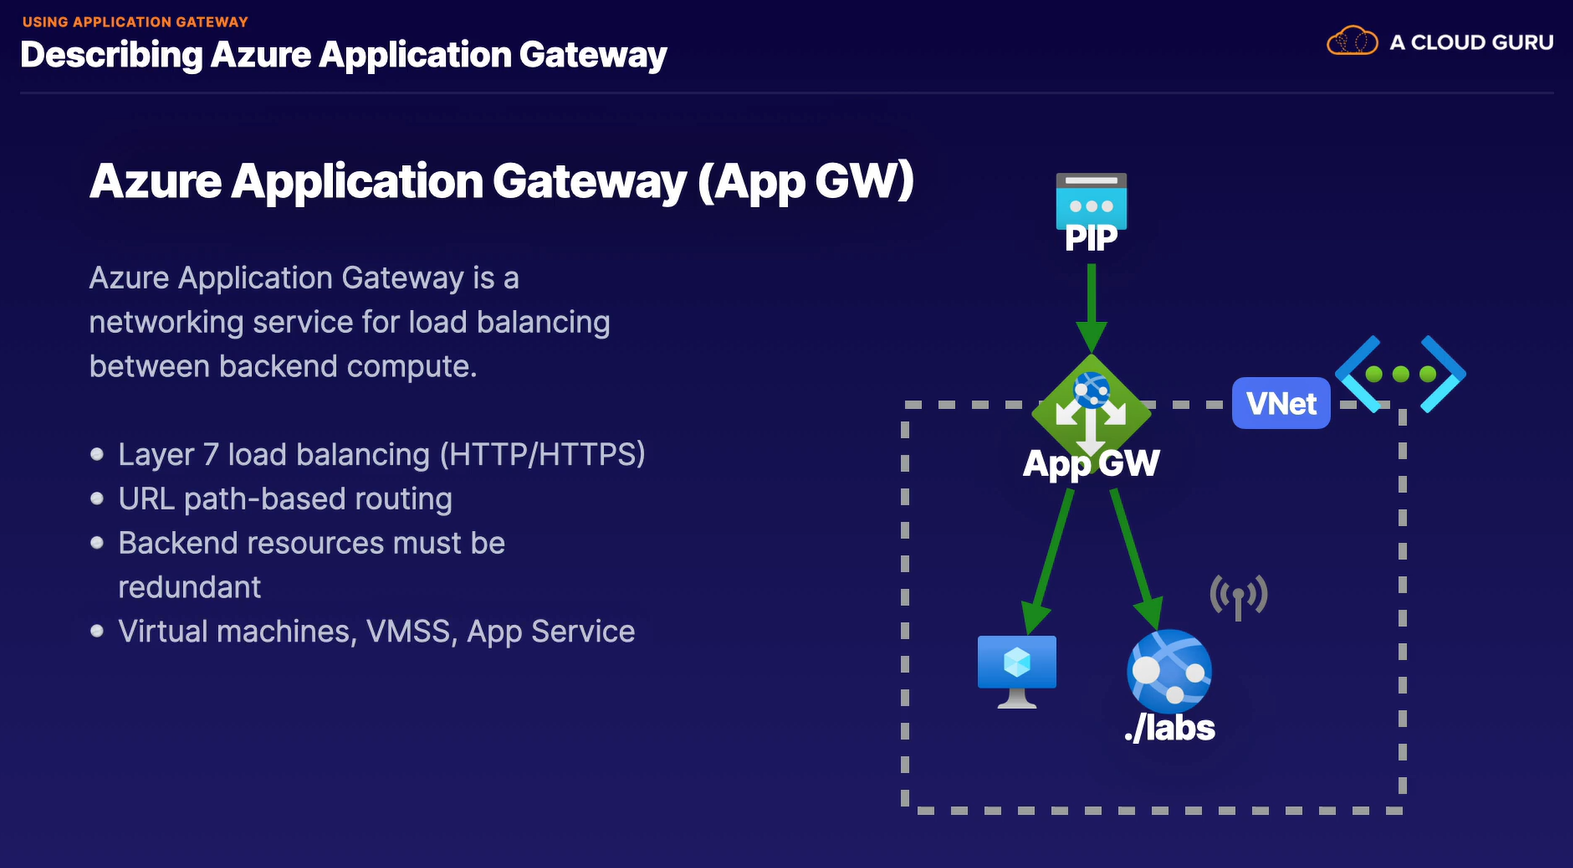 USING APPLICATION GATEWAY
Describing Azure Application Gateway
A CLOUD GURU
Azure Application Gateway (App GW)
Azure Application Gateway is a
networking service for load balancing
between backend compute.
Layer 7 load balancing (HTTP/HTTPS)
URL path-based routing
Backend resources must be
redundant
Virtual machines, VMSS, App Service
PIP
VNet
App GW
./labs